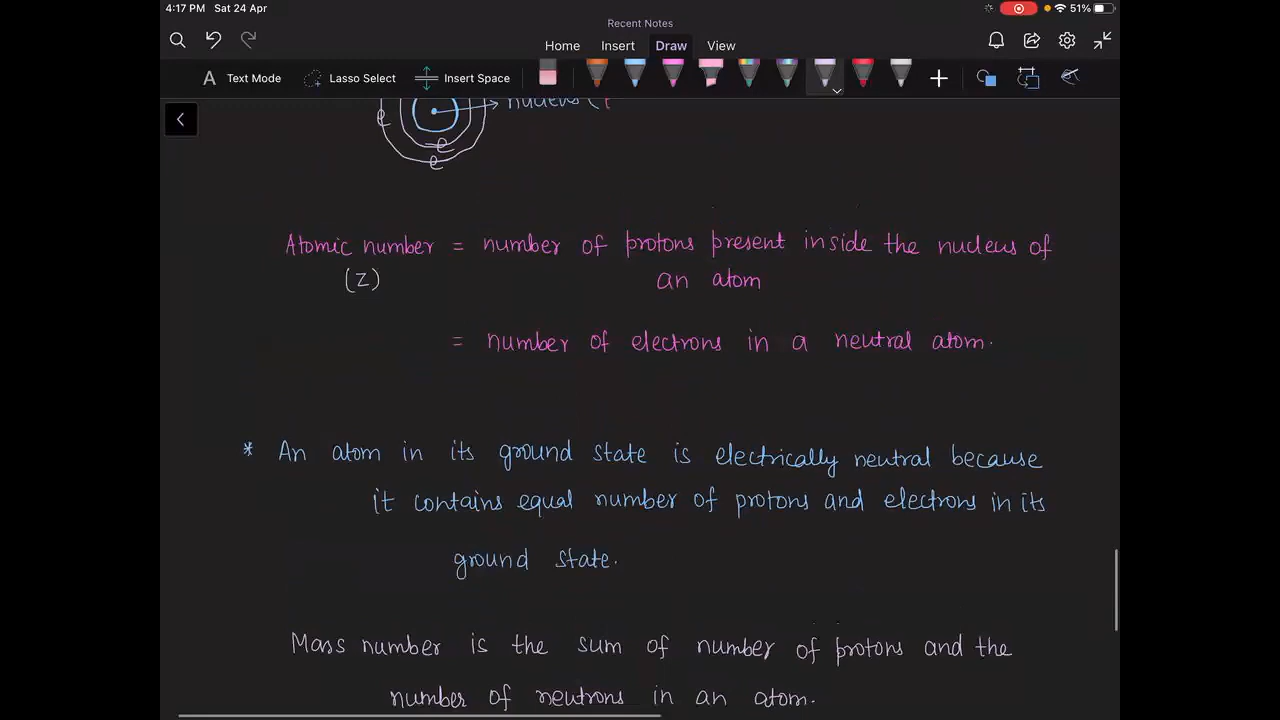 4:17 PM Sat 24 Apr
51%
Recent Notes
Home Insert Draw View
Text Mode Lasso Select Insert Space
e
e
e
Atomic number = number of protons present inside the nucleus of
(Z) an atom
= number of electrons in a neutral atom.
* An atom in its ground state is electrically neutral because
it contains equal number of protons and electrons in its
ground state.
Mass number is the sum of number of protons and the
number of neutrons in an atom.